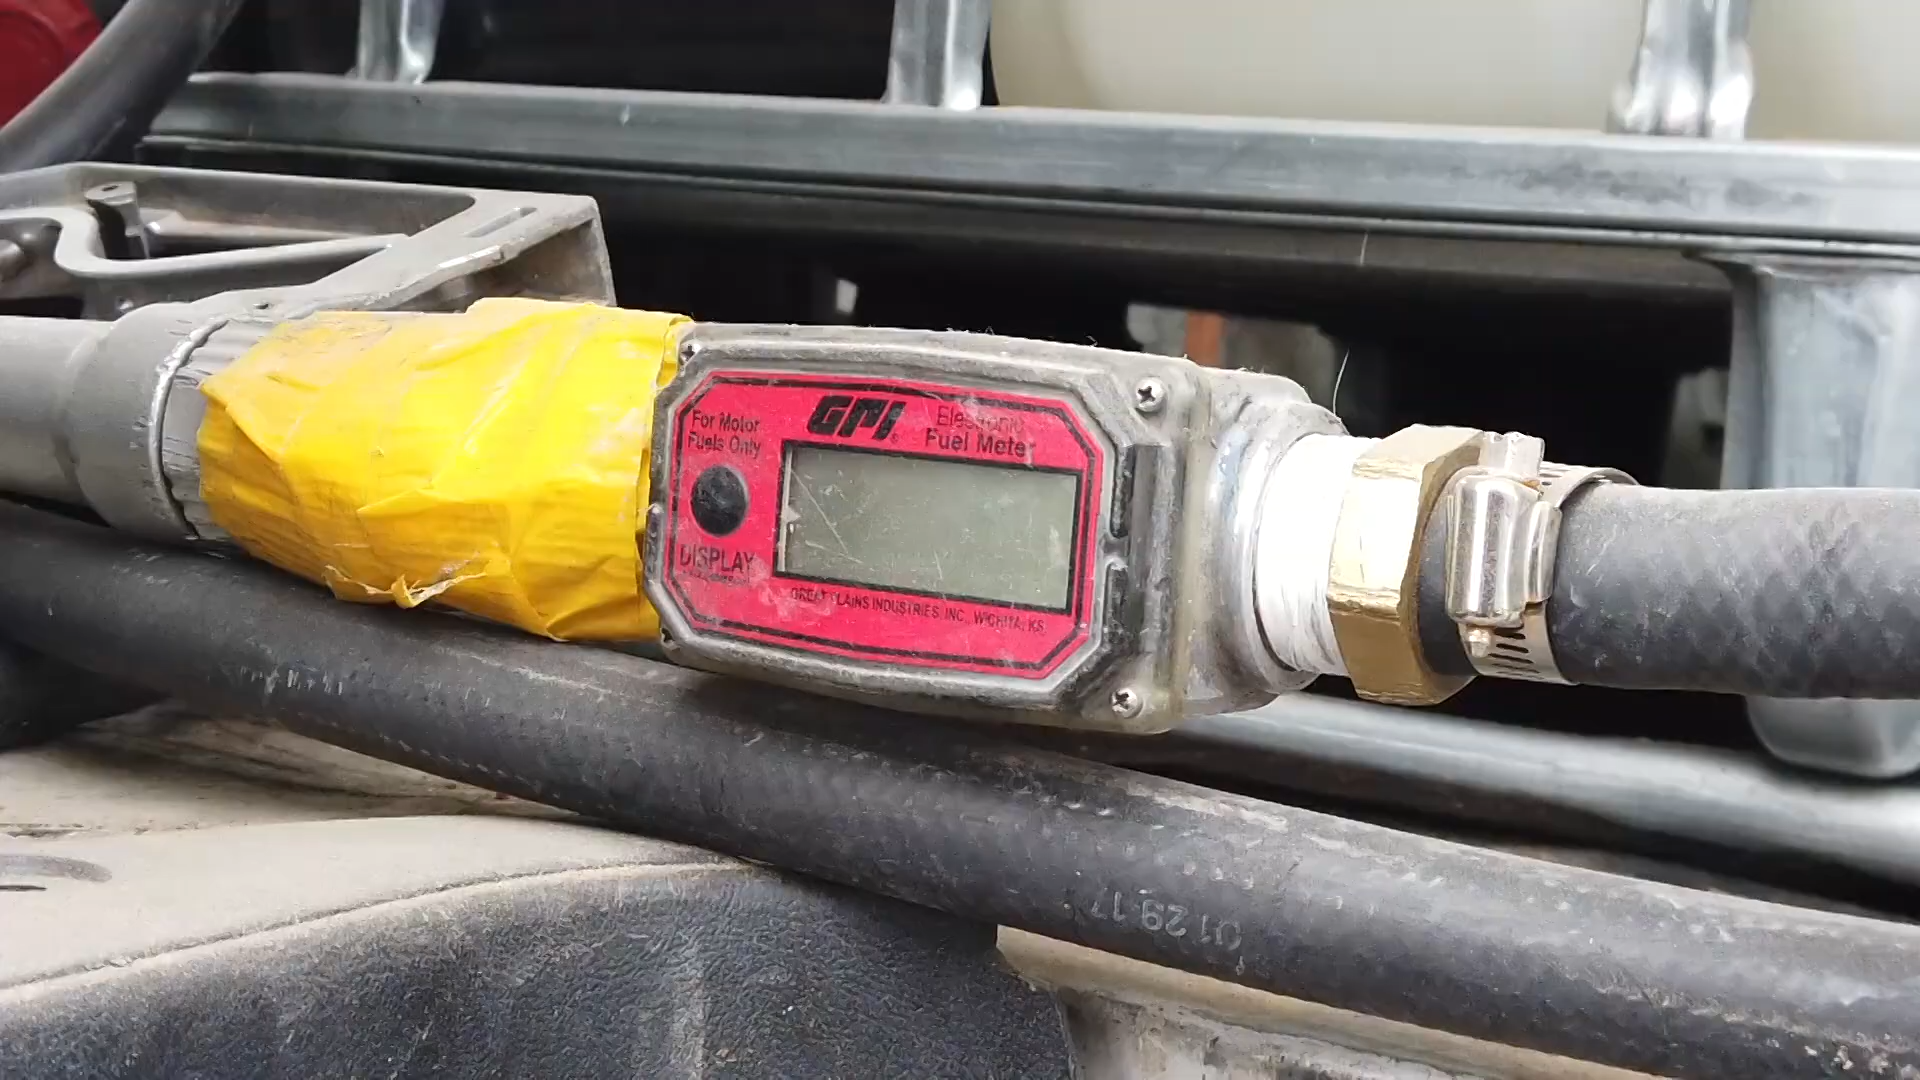 For Motor
Fuels Only
GPI
Electronic
Fuel Meter
DISPLAY
GREAT PLAINS INDUSTRIES, INC., WICHITA, KS
01 29 17